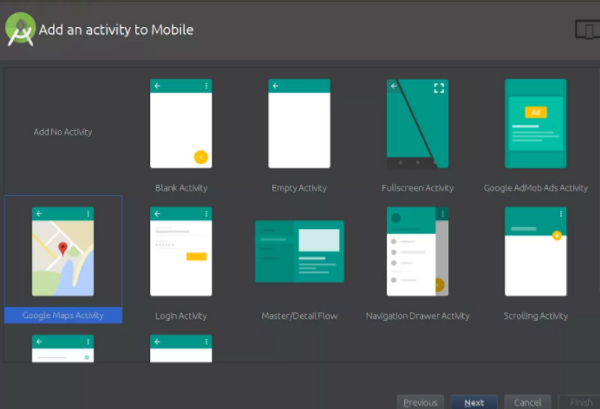 Add an activity to Mobile
Add No Activity
Blank Activity
Empty Activity
Fullscreen Activity
Ad
Google AdMob Ads Activity
Google Maps Activity
Login Activity
Master/Detail Flow
Navigation Drawer Activity
Scrolling Activity
Previous
Next
Cancel
Finish